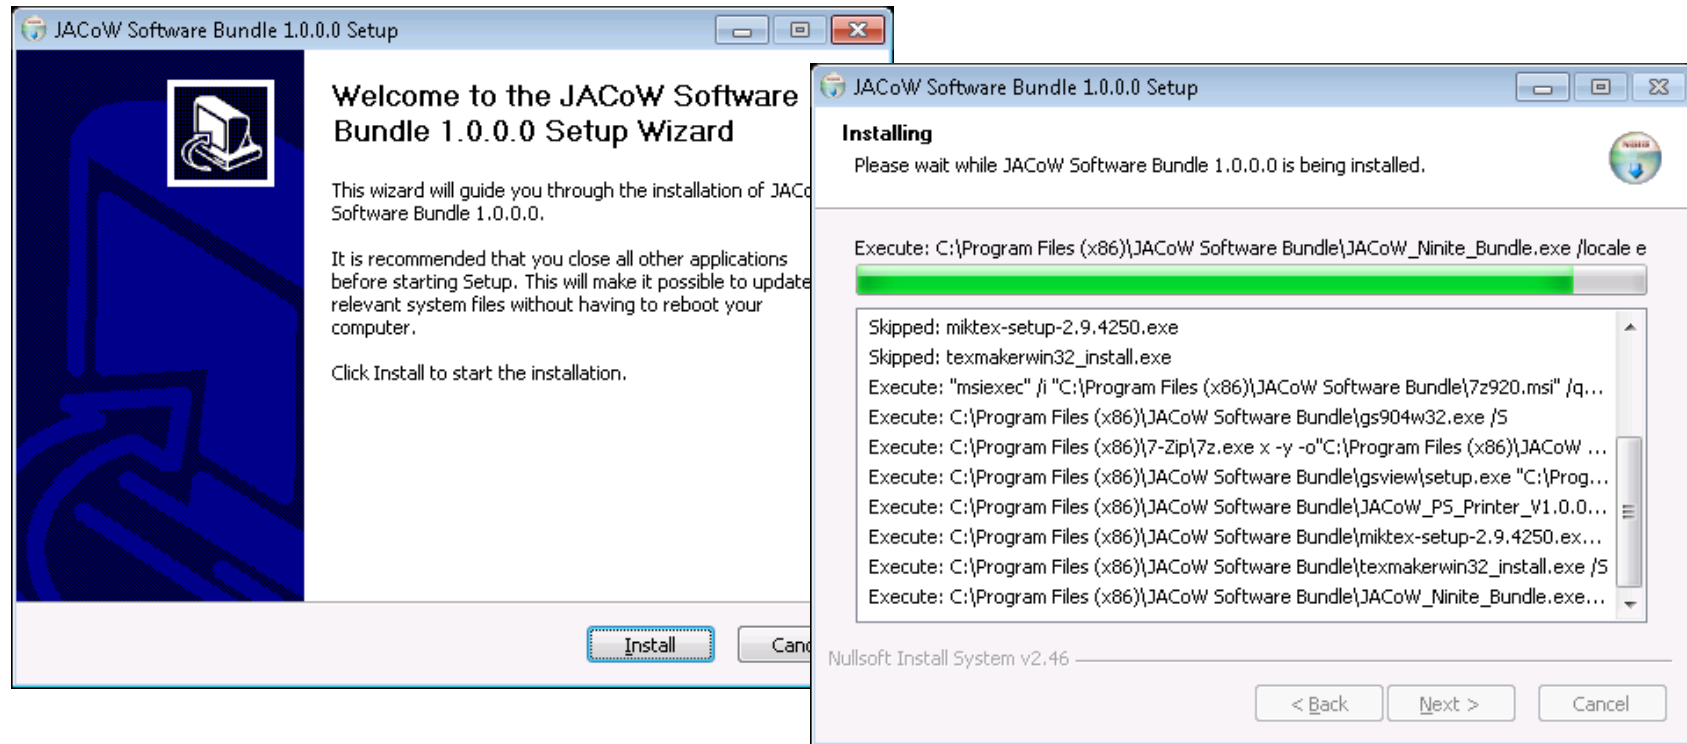 JACoW Software Bundle 1.0.0.0 Setup
Welcome to the JACoW Software
Bundle 1.0.0.0 Setup Wizard
This wizard will guide you through the installation of
Software Bundle 1.0.0.0.
It is recommended that you close all other applications
before starting Setup. This will make it possible to update
relevant system files without having to reboot your
computer.
Click Install to start the installation.
Install
JACoW Software Bundle 1.0.0.0 Setup
Installing
Please wait while JACoW Software Bundle 1.0.0.0 is being installed.
Execute: C:\Program Files (x86)\JACoW Software Bundle\JACoW_Ninite_Bundle.exe /locale e
Skipped: miktex-setup-2.9.4250.exe
Skipped: texmakerwin32_install.exe
Execute: "msiexec" /i "C:\Program Files (x86)\JACoW Software Bundle\7z920.msi" /q...
Execute: C:\Program Files (x86)\JACoW Software Bundle\gs904w32.exe /S
Execute: C:\Program Files (x86)\7-Zip\7z.exe x -y -o"C:\Program Files (x86)\JACoW ...
Execute: C:\Program Files (x86)\JACoW Software Bundle\gsview\setup.exe "C:\Prog...
Execute: C:\Program Files (x86)\JACoW Software Bundle\JACoW_PS_Printer_V1.0.0...
Execute: C:\Program Files (x86)\JACoW Software Bundle\miktex-setup-2.9.4250.ex...
Execute: C:\Program Files (x86)\JACoW Software Bundle\texmakerwin32_install.exe /S
Execute: C:\Program Files (x86)\JACoW Software Bundle\JACoW_Ninite_Bundle.exe...
Nullsoft Install System v2.46
< Back
Next >
Cancel